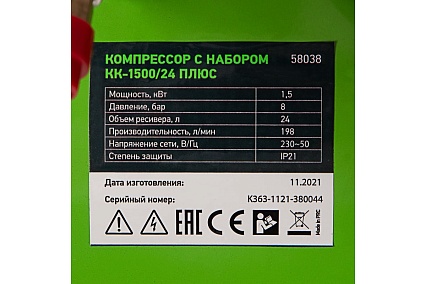 КОМПРЕССОР С НАБОРОМ 58038
КК-1500/24 ПЛЮС
Мощность, кВт 1,5
Давление, бар 8
Объем ресивера, л 24
Производительность, л/мин 198
Напряжение сети, В/Гц 230~50
Степень защиты IP21
Дата изготовления: 11.2021
Серийный номер: K363-1121-380044
EAC CE
Made in PRC